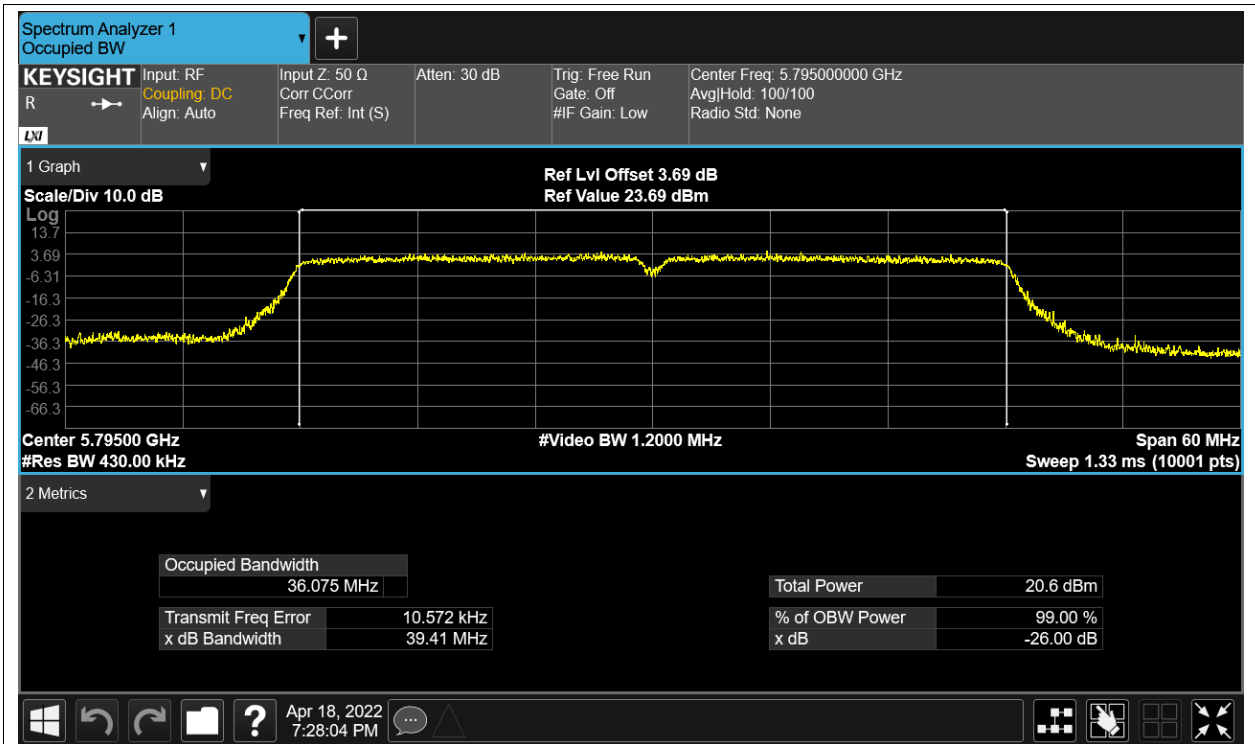 Spectrum Analyzer 1
Occupied BW
KEYSIGHT
R
LXI
Input: RF
Coupling: DC
Align: Auto
Input Z: 50 Ω
Corr CCorr
Freq Ref: Int (S)
Atten: 30 dB
Trig: Free Run
Gate: Off
#IF Gain: Low
Center Freq: 5.795000000 GHz
Avg|Hold: 100/100
Radio Std: None
1 Graph
Scale/Div 10.0 dB
Ref Lvl Offset 3.69 dB
Ref Value 23.69 dBm
Log
13.7
3.69
-6.31
-16.3
-26.3
-36.3
-46.3
-56.3
-66.3
Center 5.79500 GHz
#Video BW 1.2000 MHz
Span 60 MHz
#Res BW 430.00 kHz
Sweep 1.33 ms (10001 pts)
2 Metrics
Occupied Bandwidth
36.075 MHz
Total Power 20.6 dBm
Transmit Freq Error 10.572 kHz
% of OBW Power 99.00 %
x dB Bandwidth 39.41 MHz
x dB -26.00 dB
?
Apr 18, 2022
7:28:04 PM